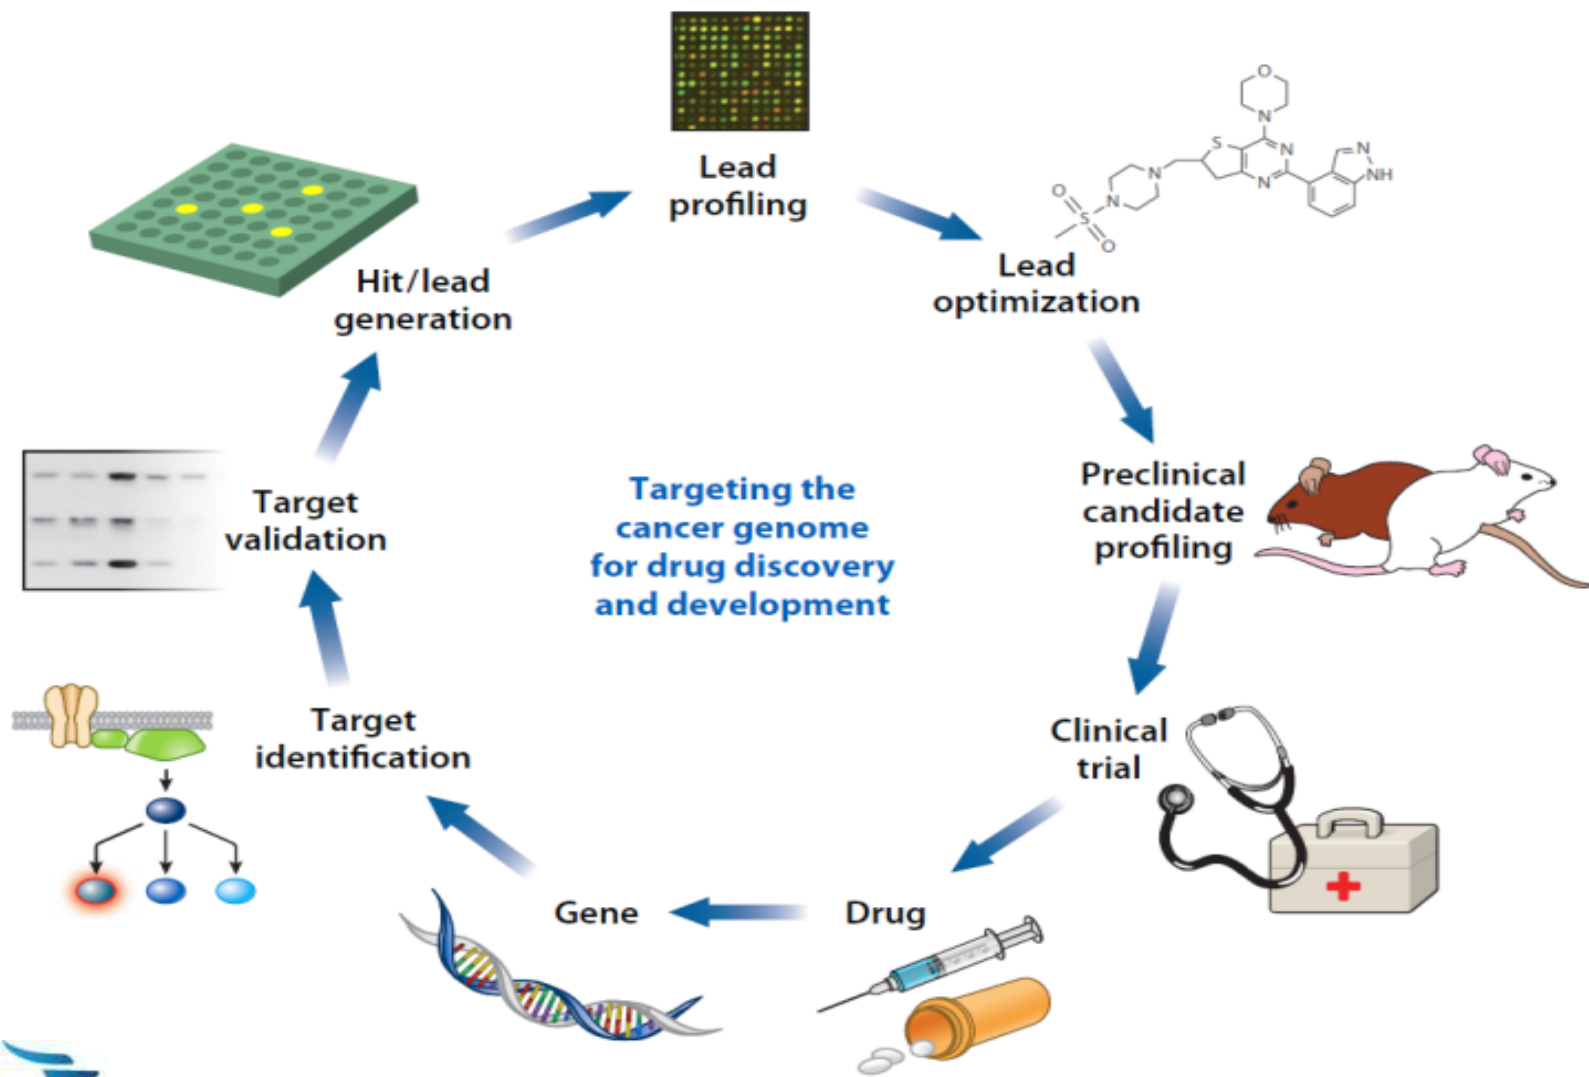 Lead
profiling
O
N
S
N
N
N
NH
N
N
O
S
O
Lead
optimization
Hit/lead
generation
Preclinical
candidate
profiling
Target
validation
Targeting the
cancer genome
for drug discovery
and development
Target
identification
Clinical
trial
Gene
Drug